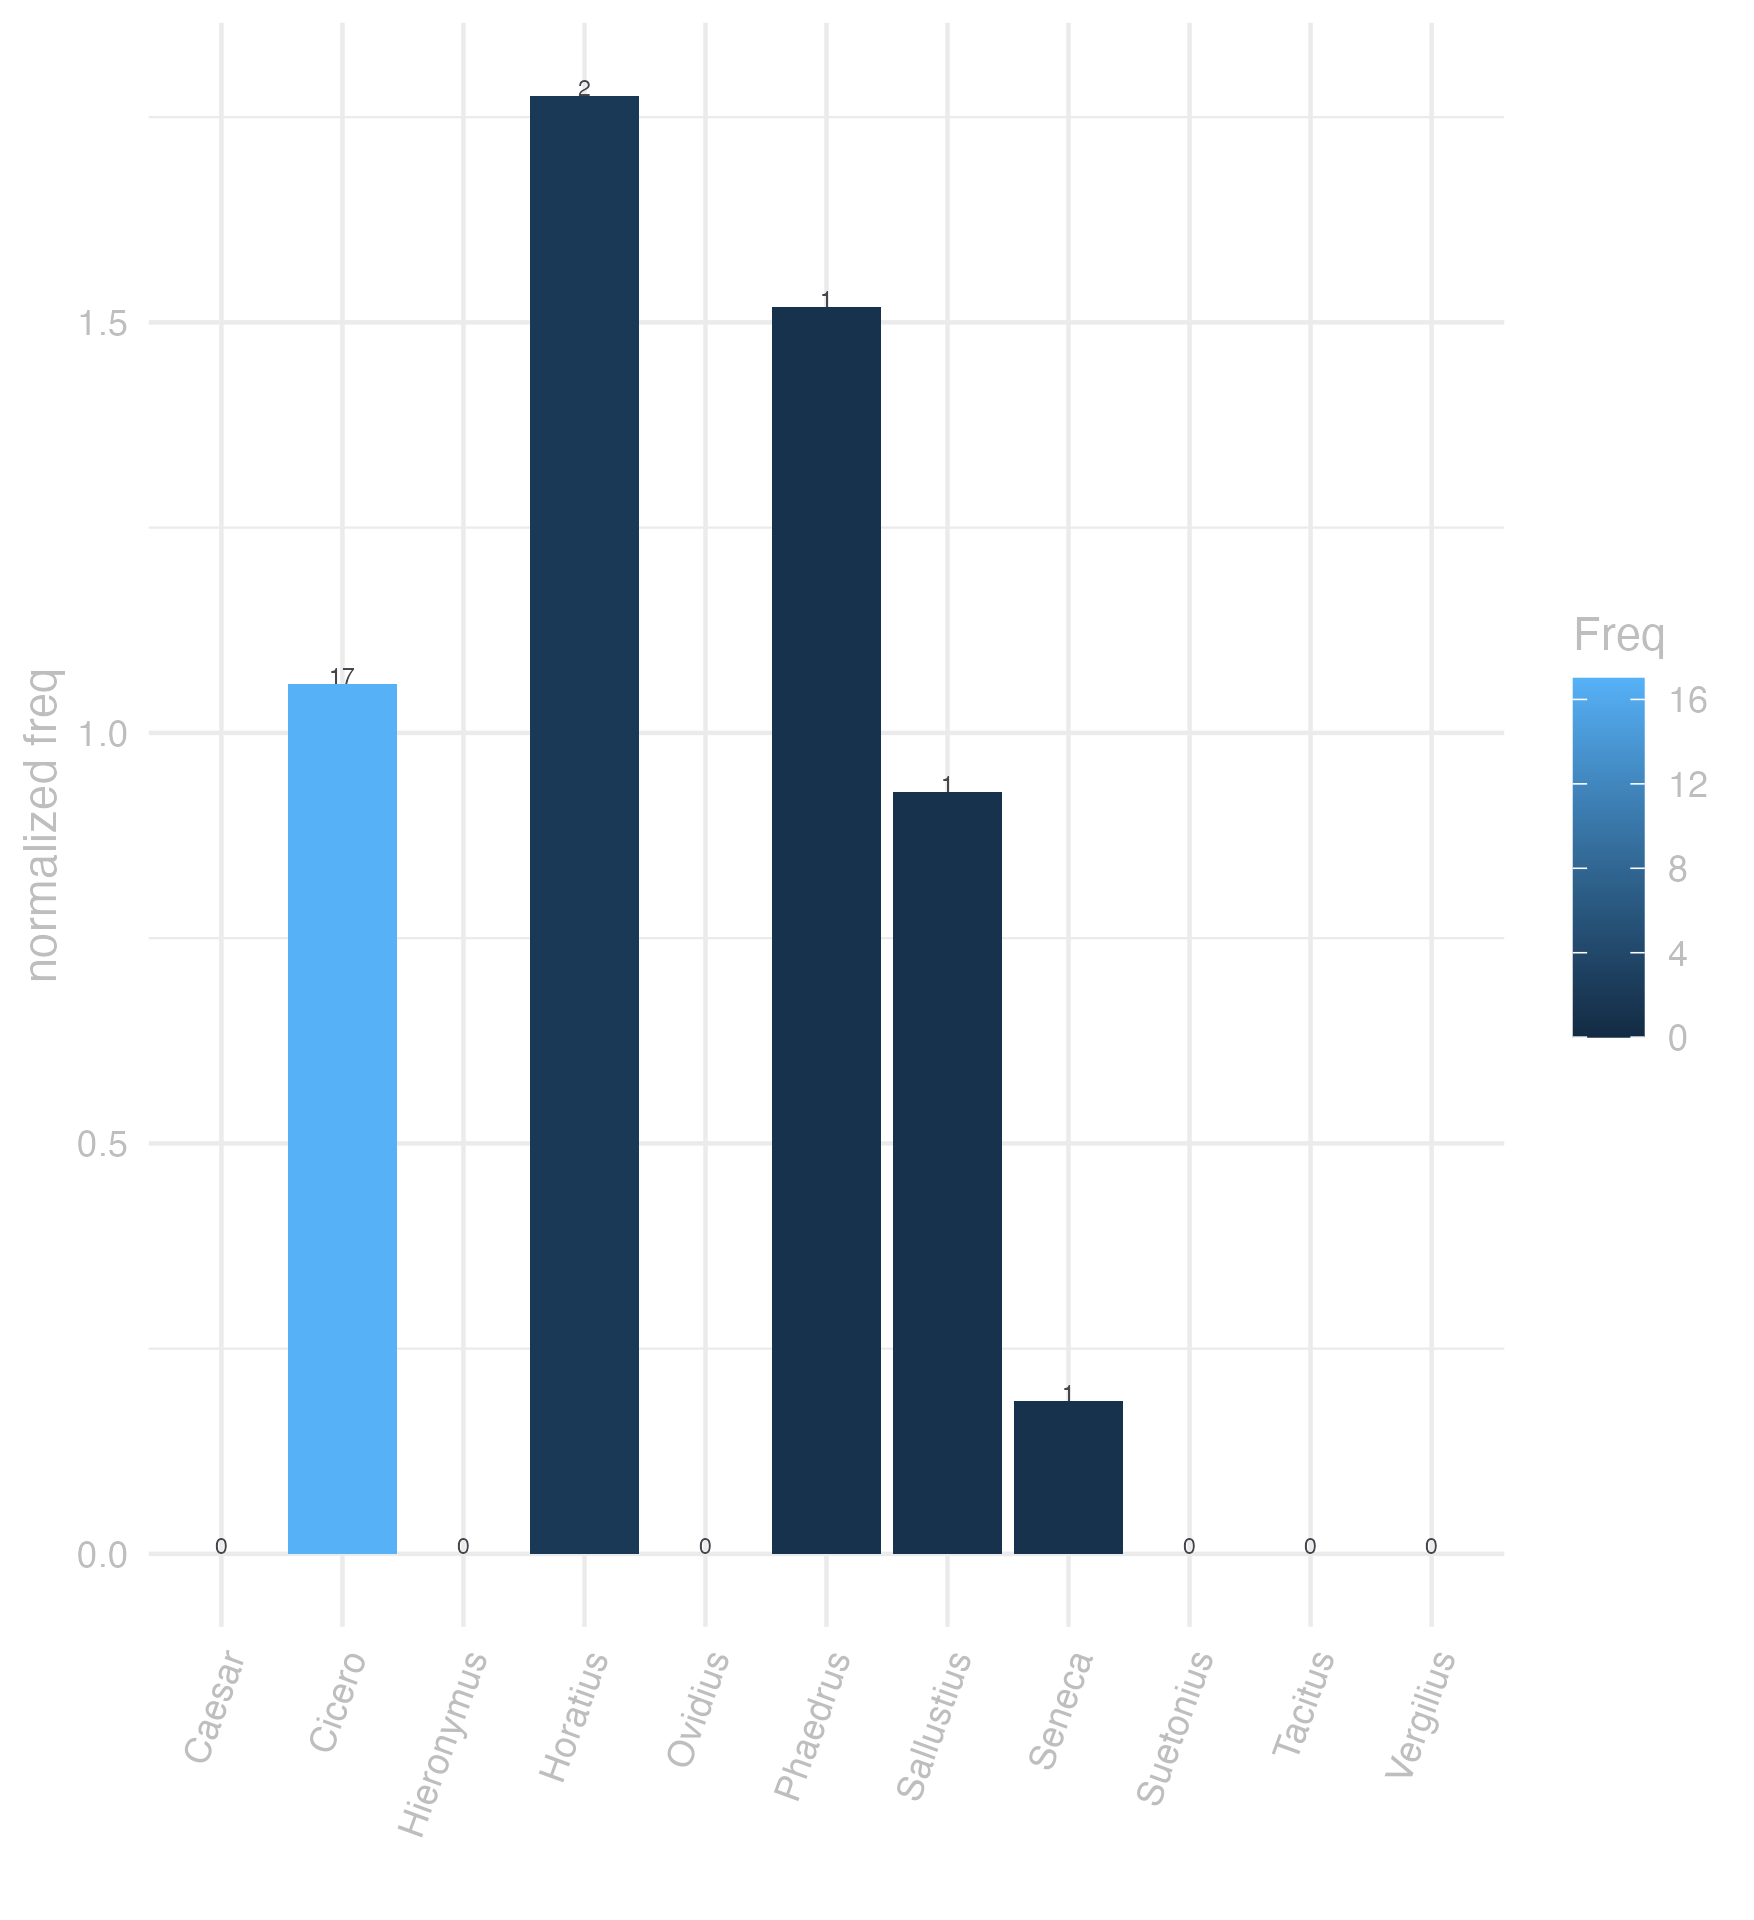 normalized freq
1.5
1.0
0.5
0.0
0
17
0
2
0
1
1
1
0
0
0
Caesar
Cicero
Hieronymus
Horatius
Ovidius
Phaedrus
Sallustius
Seneca
Suetonius
Tacitus
Vergilius
Freq
16
12
8
4
0